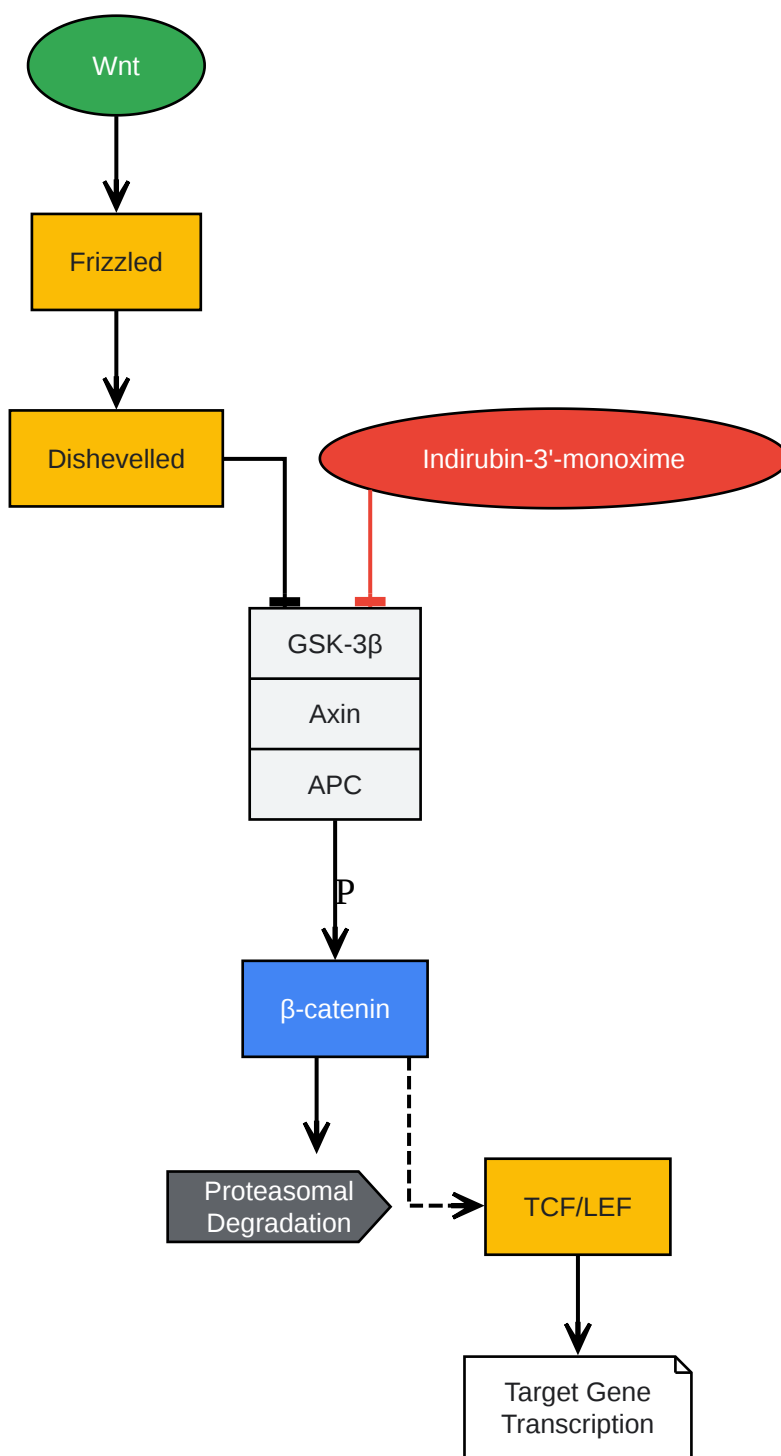 Wnt
Frizzled
Dishevelled
Indirubin-3'-monoxime
GSK-3β
Axin
APC
P
β-catenin
Proteasomal
Degradation
TCF/LEF
Target Gene
Transcription